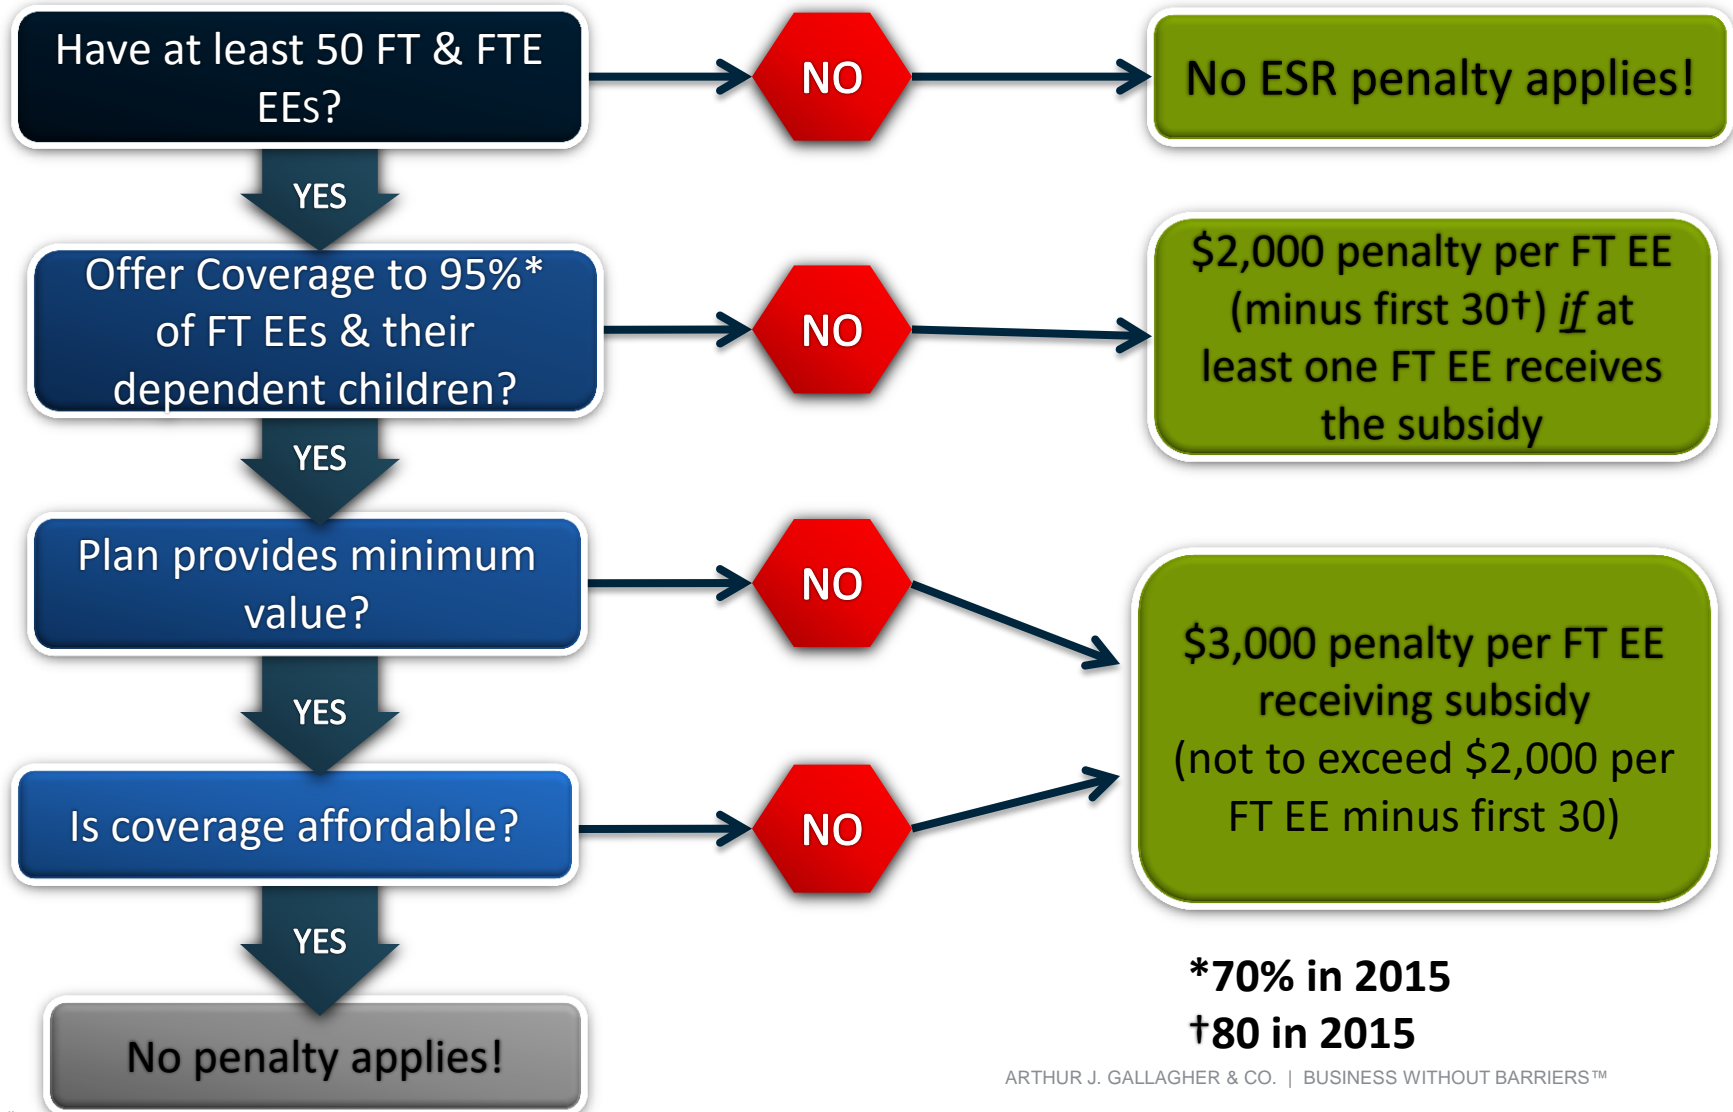 Have at least 50 FT & FTE
EEs?
NO
No ESR penalty applies!
YES
Offer Coverage to 95%*
of FT EEs & their
dependent children?
NO
$2,000 penalty per FT EE
(minus first 30†) if at
least one FT EE receives
the subsidy
YES
Plan provides minimum
value?
NO
$3,000 penalty per FT EE
receiving subsidy
(not to exceed $2,000 per
FT EE minus first 30)
YES
Is coverage affordable?
NO
YES
No penalty applies!
*70% in 2015
†80 in 2015
ARTHUR J. GALLAGHER & CO. | BUSINESS WITHOUT BARRIERS™